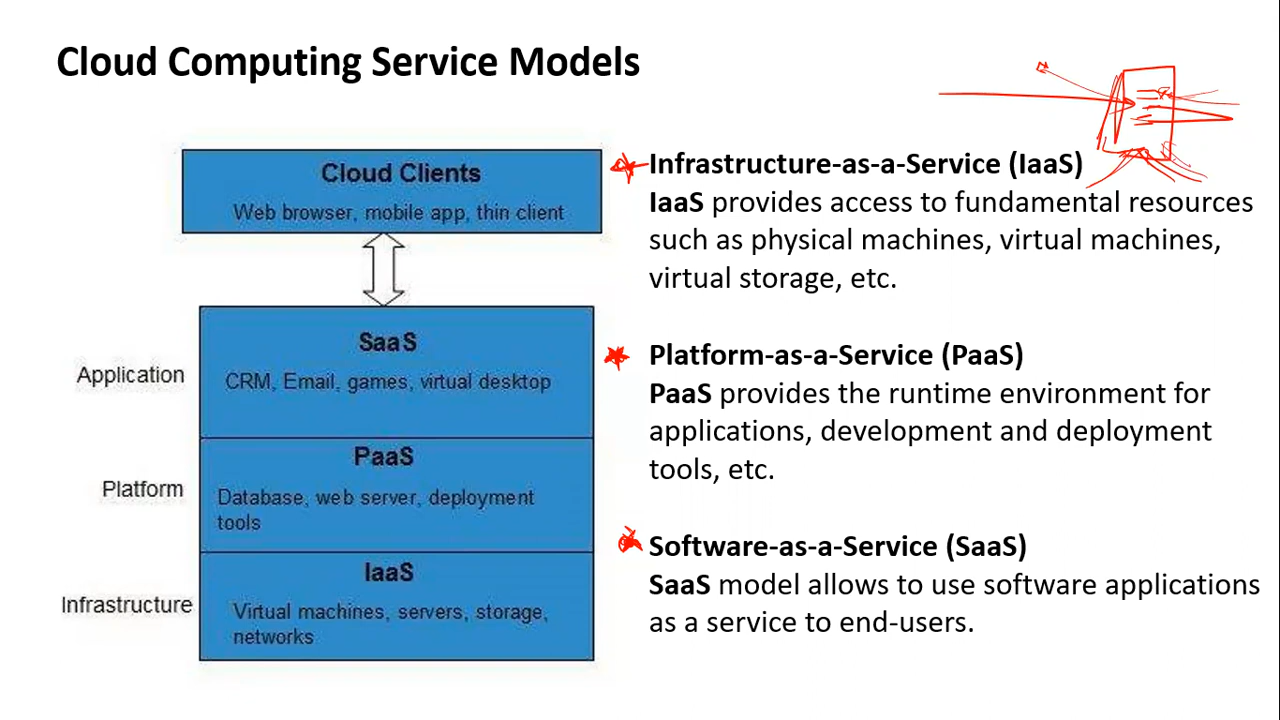 Cloud Computing Service Models
Cloud Clients
Web browser, mobile app, thin client
Application
SaaS
CRM, Email, games, virtual desktop
Platform
PaaS
Database, web server, deployment
tools
Infrastructure
IaaS
Virtual machines, servers, storage,
networks
Infrastructure-as-a-Service (IaaS)
IaaS provides access to fundamental resources
such as physical machines, virtual machines,
virtual storage, etc.
Platform-as-a-Service (PaaS)
PaaS provides the runtime environment for
applications, development and deployment
tools, etc.
Software-as-a-Service (SaaS)
SaaS model allows to use software applications
as a service to end-users.